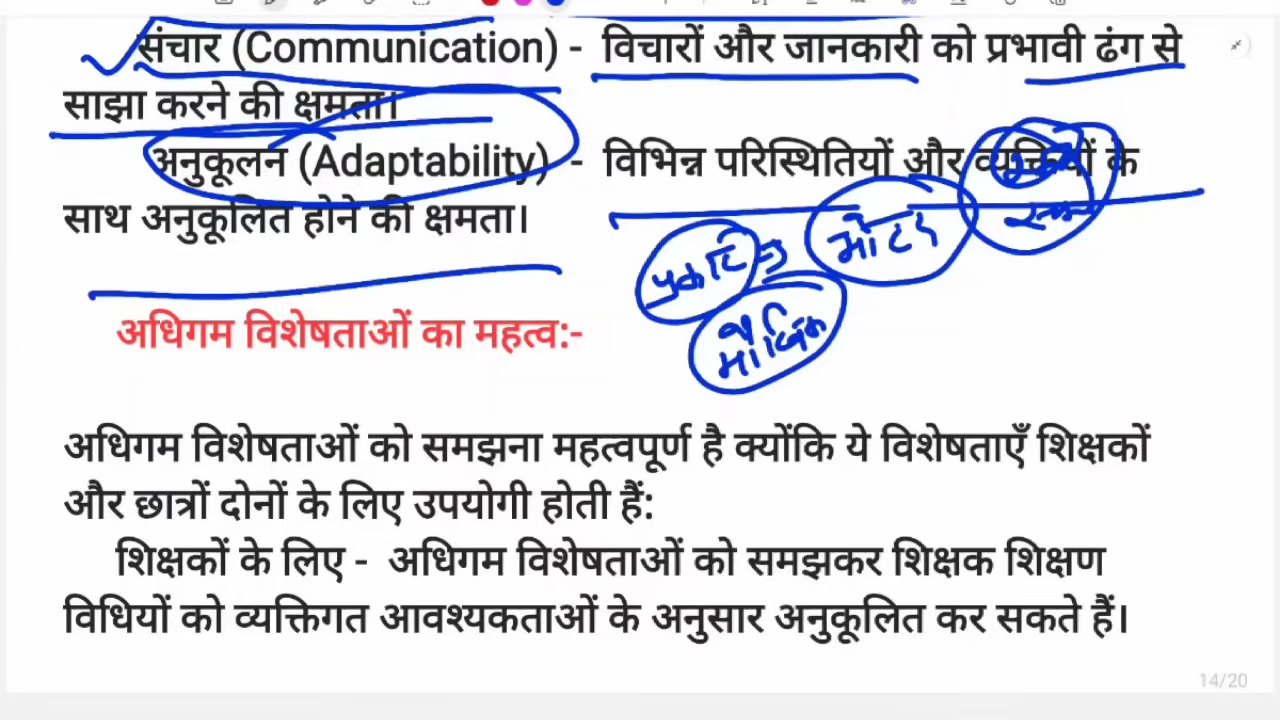 संचार (Communication) - विचारों और जानकारी को प्रभावी ढंग से
साझा करने की क्षमता।
अनुकूलन (Adaptability) - विभिन्न परिस्थितियों और व्यक्तियों के
साथ अनुकूलित होने की क्षमता।
अधिगम विशेषताओं का महत्व:-
अधिगम विशेषताओं को समझना महत्वपूर्ण है क्योंकि ये विशेषताएँ शिक्षकों
और छात्रों दोनों के लिए उपयोगी होती हैं:
शिक्षकों के लिए - अधिगम विशेषताओं को समझकर शिक्षक शिक्षण
विधियों को व्यक्तिगत आवश्यकताओं के अनुसार अनुकूलित कर सकते हैं।
14/20